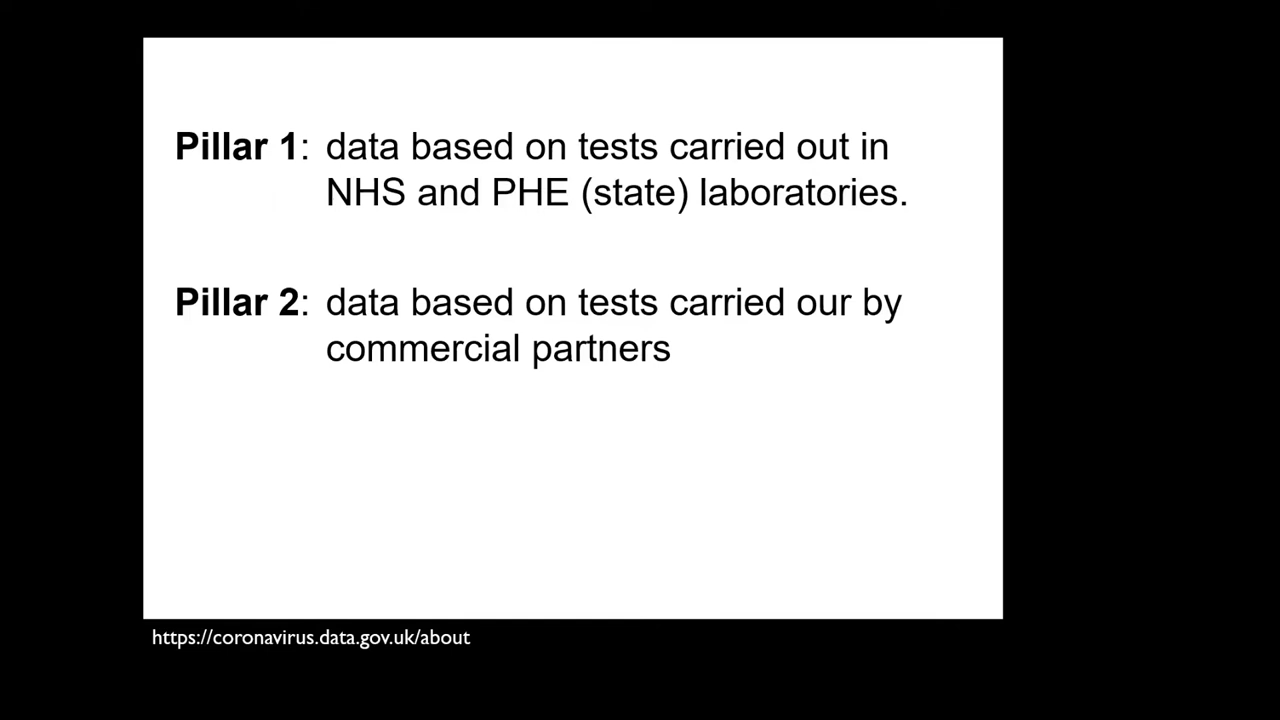 Pillar 1: data based on tests carried out in
NHS and PHE (state) laboratories.
Pillar 2: data based on tests carried our by
commercial partners
https://coronavirus.data.gov.uk/about